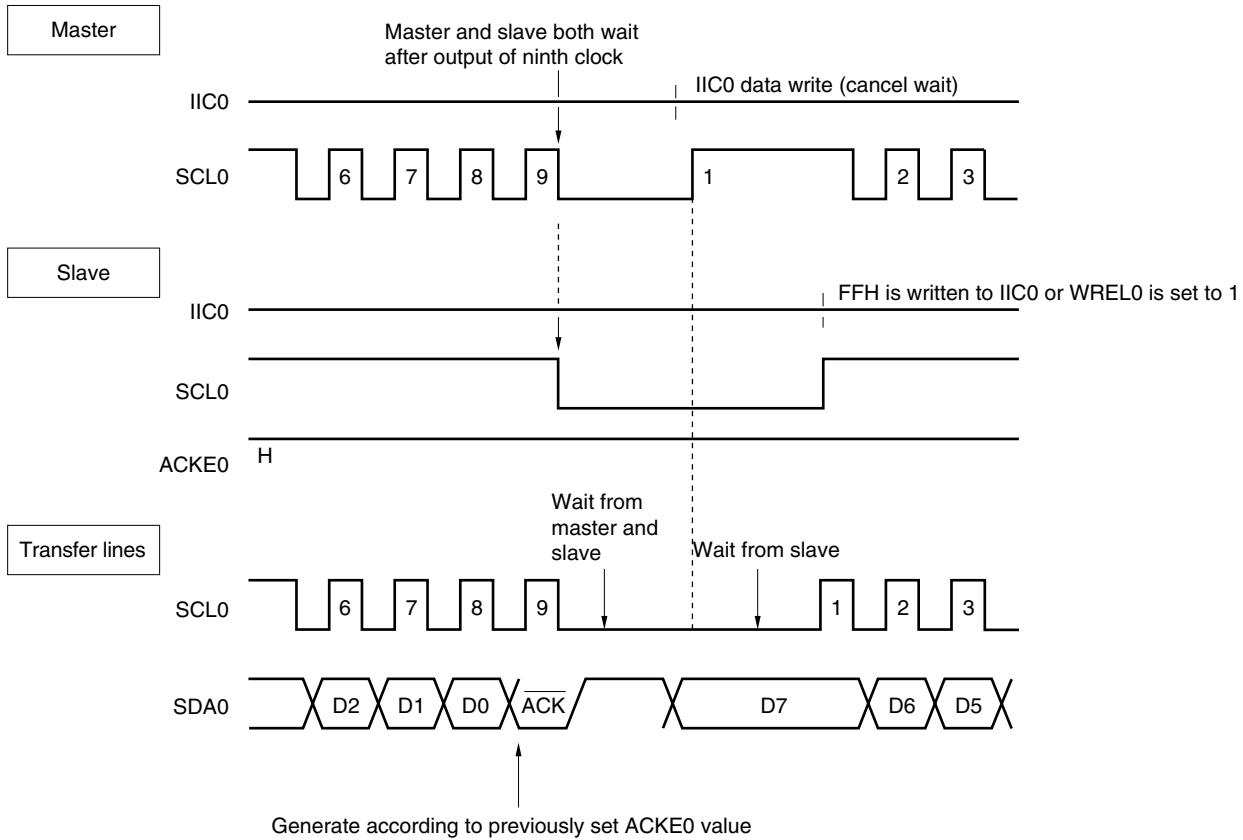 Master
Master and slave both wait
after output of ninth clock
IIC0 data write (cancel wait)
IIC0
SCL0 6 7 8 9 1 2 3
Slave
FFH is written to IIC0 or WREL0 is set to 1
IIC0
SCL0
H
ACKE0
Wait from
master and
slave
Transfer lines
Wait from slave
SCL0 6 7 8 9 1 2 3
SDA0 D2 D1 D0 ACK D7 D6 D5
Generate according to previously set ACKE0 value